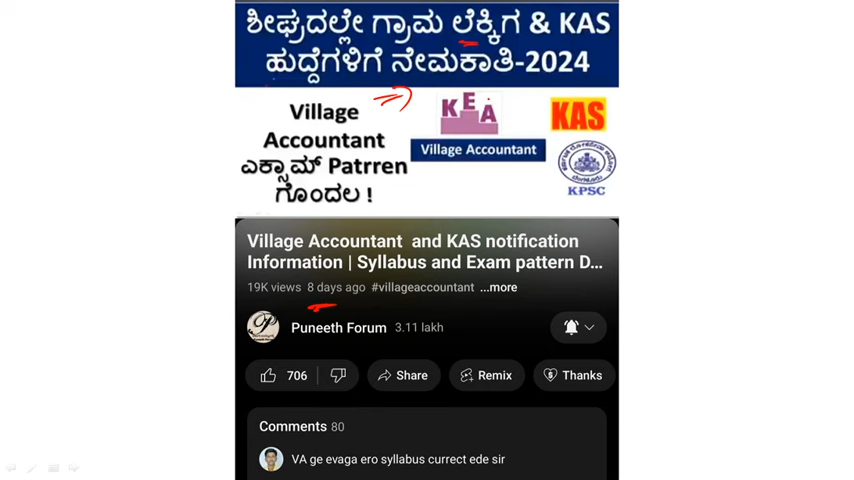 ಶೀಘ್ರದಲ್ಲೇ ಗ್ರಾಮ ಲೆಕ್ಕಿಗ & KAS
ಹುದ್ದೆಗಳಿಗೆ ನೇಮಕಾತಿ-2024
Village
Accountant
ಎಕ್ಸಾಮ್ Patrren
ಗೊಂದಲ !
KEA
Village Accountant
KAS
KPSC
Village Accountant and KAS notification
Information | Syllabus and Exam pattern D...
19K views 8 days ago #villageaccountant ...more
Puneeth Forum 3.11 lakh
706 Share Remix Thanks
Comments 80
VA ge evaga ero syllabus currect ede sir